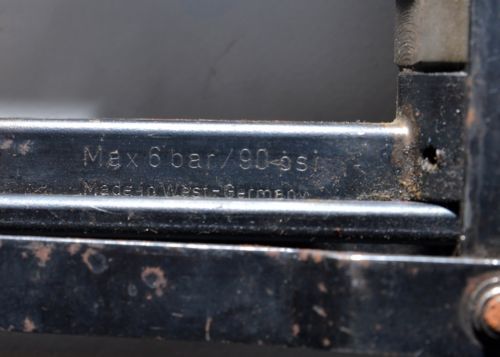 Max 6 bar/90 psi
Made in West-Germany